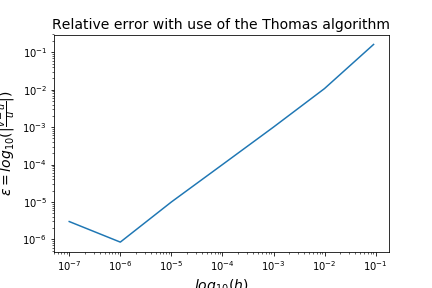 Relative error with use of the Thomas algorithm
10⁻¹
10⁻²
10⁻³
10⁻⁴
10⁻⁵
10⁻⁶
ε = log₁₀(|v−u/u|)
10⁻⁷ 10⁻⁶ 10⁻⁵ 10⁻⁴ 10⁻³ 10⁻² 10⁻¹
log₁₀(h)